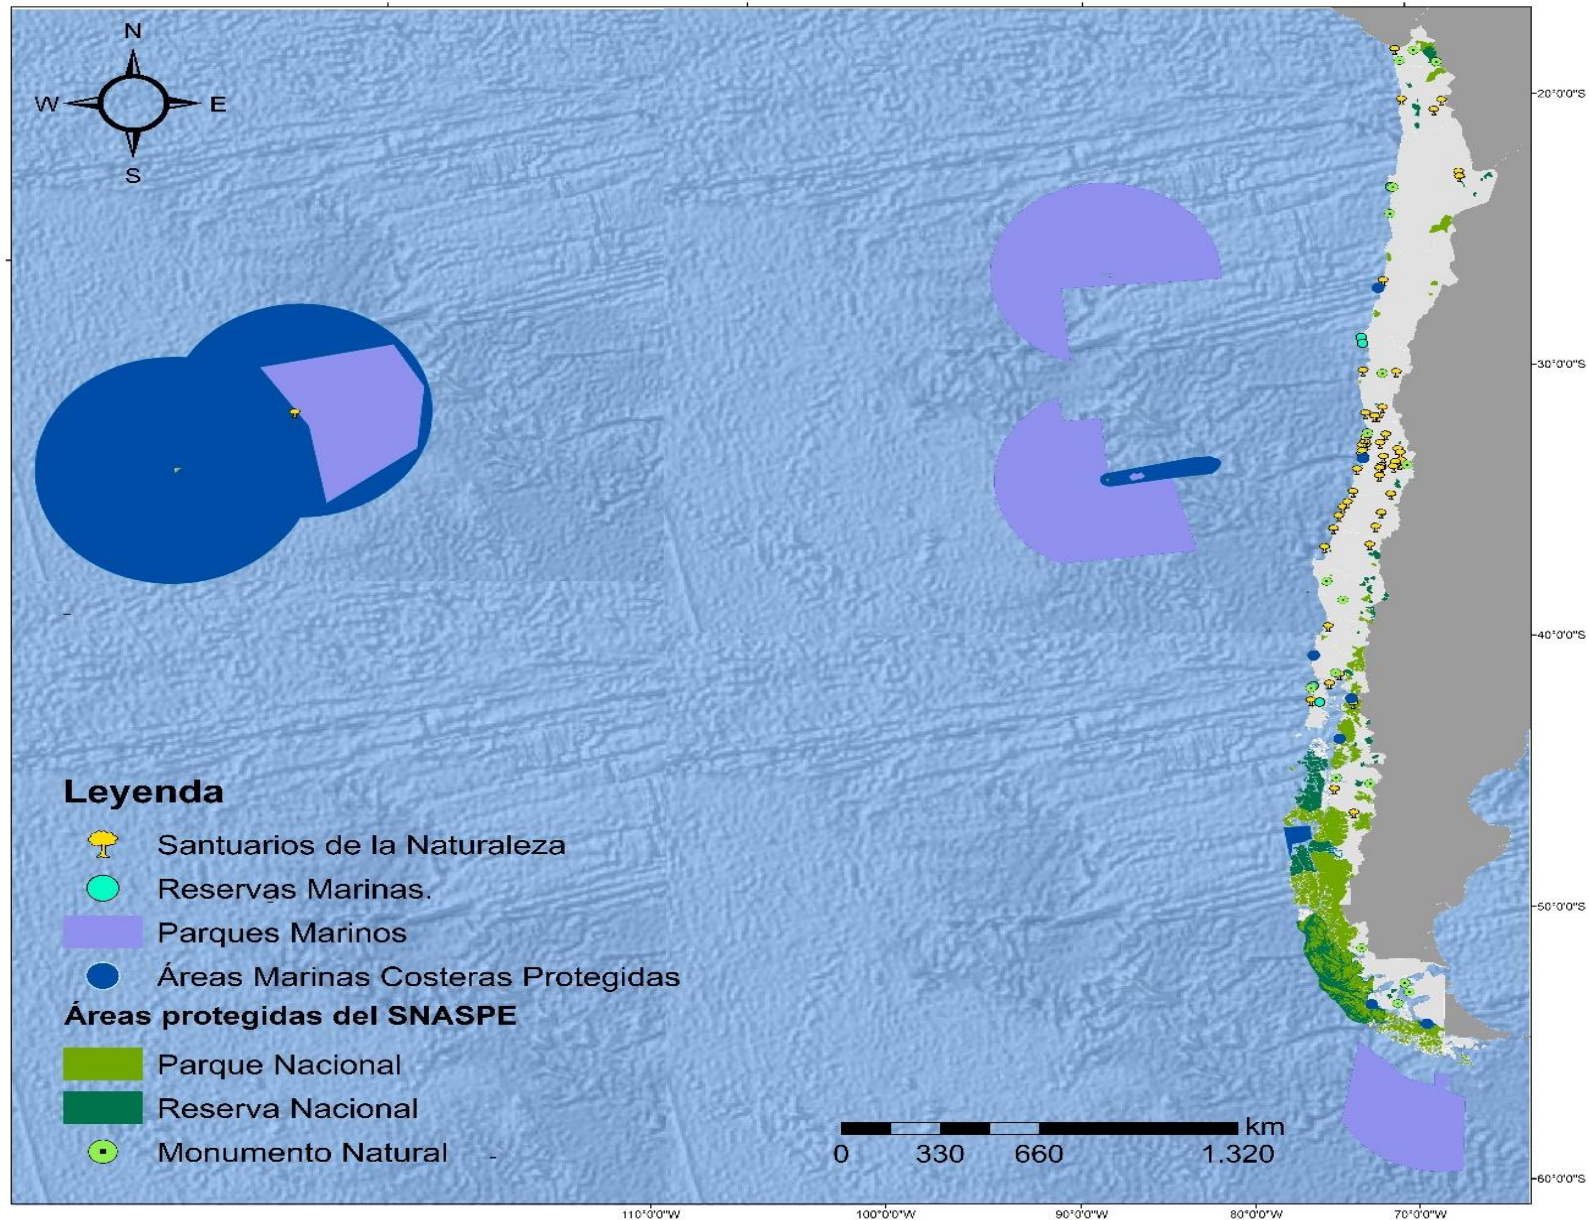 N
W E
S
20°0'0"S
30°0'0"S
40°0'0"S
50°0'0"S
60°0'0"S
Leyenda
Santuarios de la Naturaleza
Reservas Marinas.
Parques Marinos
Áreas Marinas Costeras Protegidas
Áreas protegidas del SNASPE
Parque Nacional
Reserva Nacional
Monumento Natural
km
0 330 660 1.320
110°0'0"W 100°0'0"W 90°0'0"W 80°0'0"W 70°0'0"W